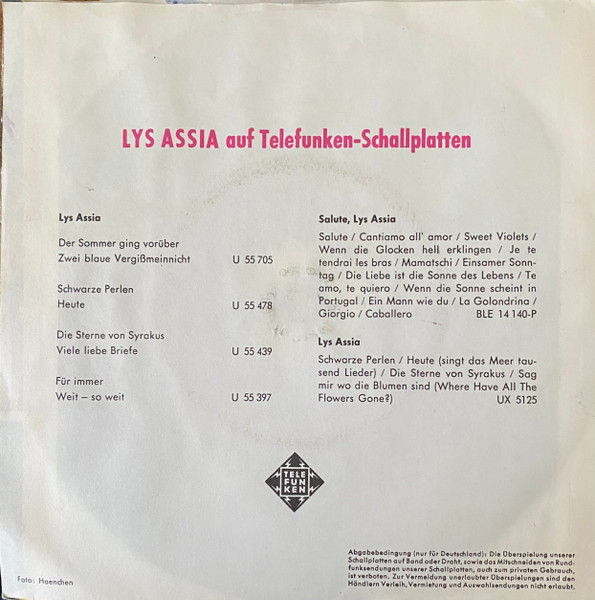 LYS ASSIA auf Telefunken-Schallplatten
Lys Assia
Der Sommer ging vorüber
Zwei blaue Vergißmeinnicht U 55 705
Schwarze Perlen
Heute U 55 478
Die Sterne von Syrakus
Viele liebe Briefe U 55 439
Für immer
Weit – so weit U 55 397
Salute, Lys Assia
Salute / Cantiamo all' amor / Sweet Violets /
Wenn die Glocken hell erklingen / Je te
tendrai les bras / Mamatschi / Einsamer Sonn-
tag / Die Liebe ist die Sonne des Lebens / Te
amo, te quiero / Wenn die Sonne scheint in
Portugal / Ein Mann wie du / La Golondrina /
Giorgio / Caballero BLE 14 140-P
Lys Assia
Schwarze Perlen / Heute (singt das Meer tau-
send Lieder) / Die Sterne von Syrakus / Sag
mir wo die Blumen sind (Where Have All The
Flowers Gone?) UX 5125
TELE
FUN
KEN
Foto: Haenchen
Abgabebedingung (nur für Deutschland): Die Überspielung unserer
Schallplatten auf Band oder Draht, sowie das Mitschneiden von Rund-
funksendungen unserer Schallplatten, auch zum privaten Gebrauch,
ist verboten. Zur Vermeidung unerlaubter Überspielungen sind den
Händlern Verleih, Vermietung und Auswahlsendungen nicht erlaubt.